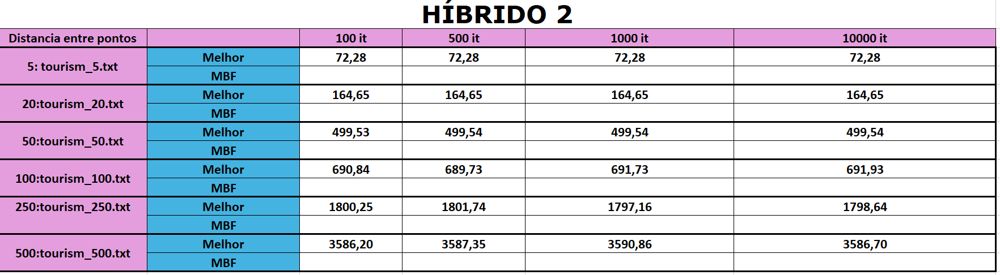 HÍBRIDO 2
Distancia entre pontos 100 it 500 it 1000 it 10000 it
5: tourism_5.txt Melhor 72,28 72,28 72,28 72,28
MBF
20:tourism_20.txt Melhor 164,65 164,65 164,65 164,65
MBF
50:tourism_50.txt Melhor 499,53 499,54 499,54 499,54
MBF
100:tourism_100.txt Melhor 690,84 689,73 691,73 691,93
MBF
250:tourism_250.txt Melhor 1800,25 1801,74 1797,16 1798,64
MBF
500:tourism_500.txt Melhor 3586,20 3587,35 3590,86 3586,70
MBF